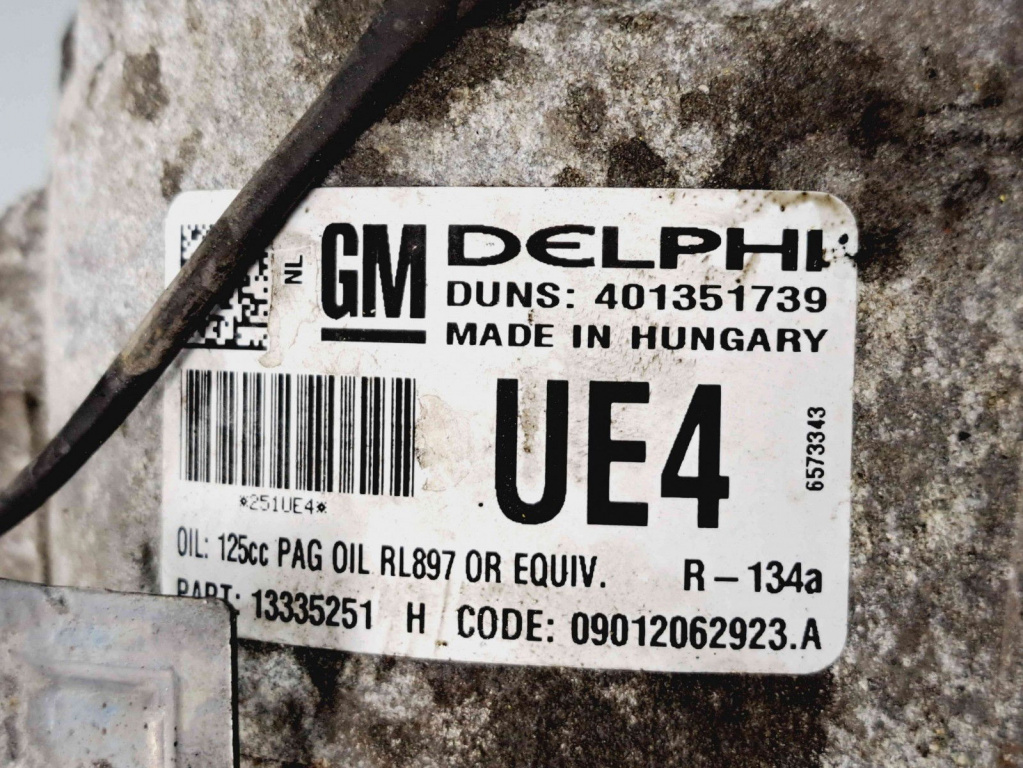 NL
GM
DELPHI
DUNS: 401351739
MADE IN HUNGARY
UE4
6573343
*251UE4*
OIL: 125cc PAG OIL RL897 OR EQUIV. R-134a
PART: 13335251 H CODE: 09012062923.A